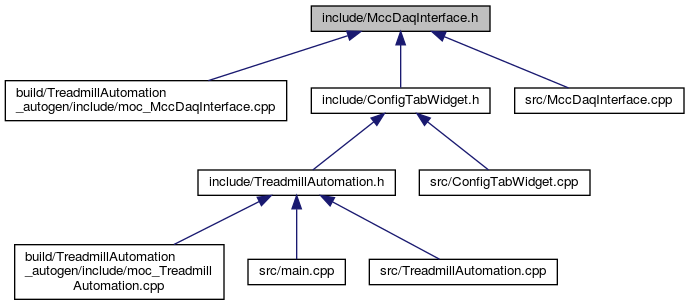 include/MccDaqInterface.h
build/TreadmillAutomation
_autogen/include/moc_MccDaqInterface.cpp
include/ConfigTabWidget.h
src/MccDaqInterface.cpp
include/TreadmillAutomation.h
src/ConfigTabWidget.cpp
build/TreadmillAutomation
_autogen/include/moc_Treadmill
Automation.cpp
src/main.cpp
src/TreadmillAutomation.cpp